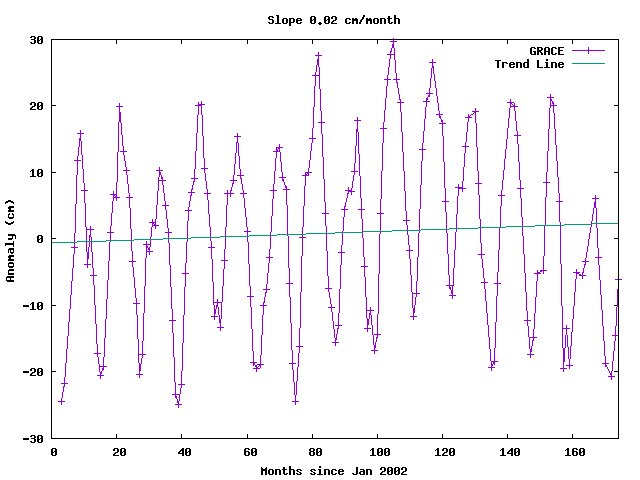 Slope 0.02 cm/month
GRACE
Trend Line
30
20
10
0
-10
-20
-30
Anomaly (cm)
0 20 40 60 80 100 120 140 160
Months since Jan 2002